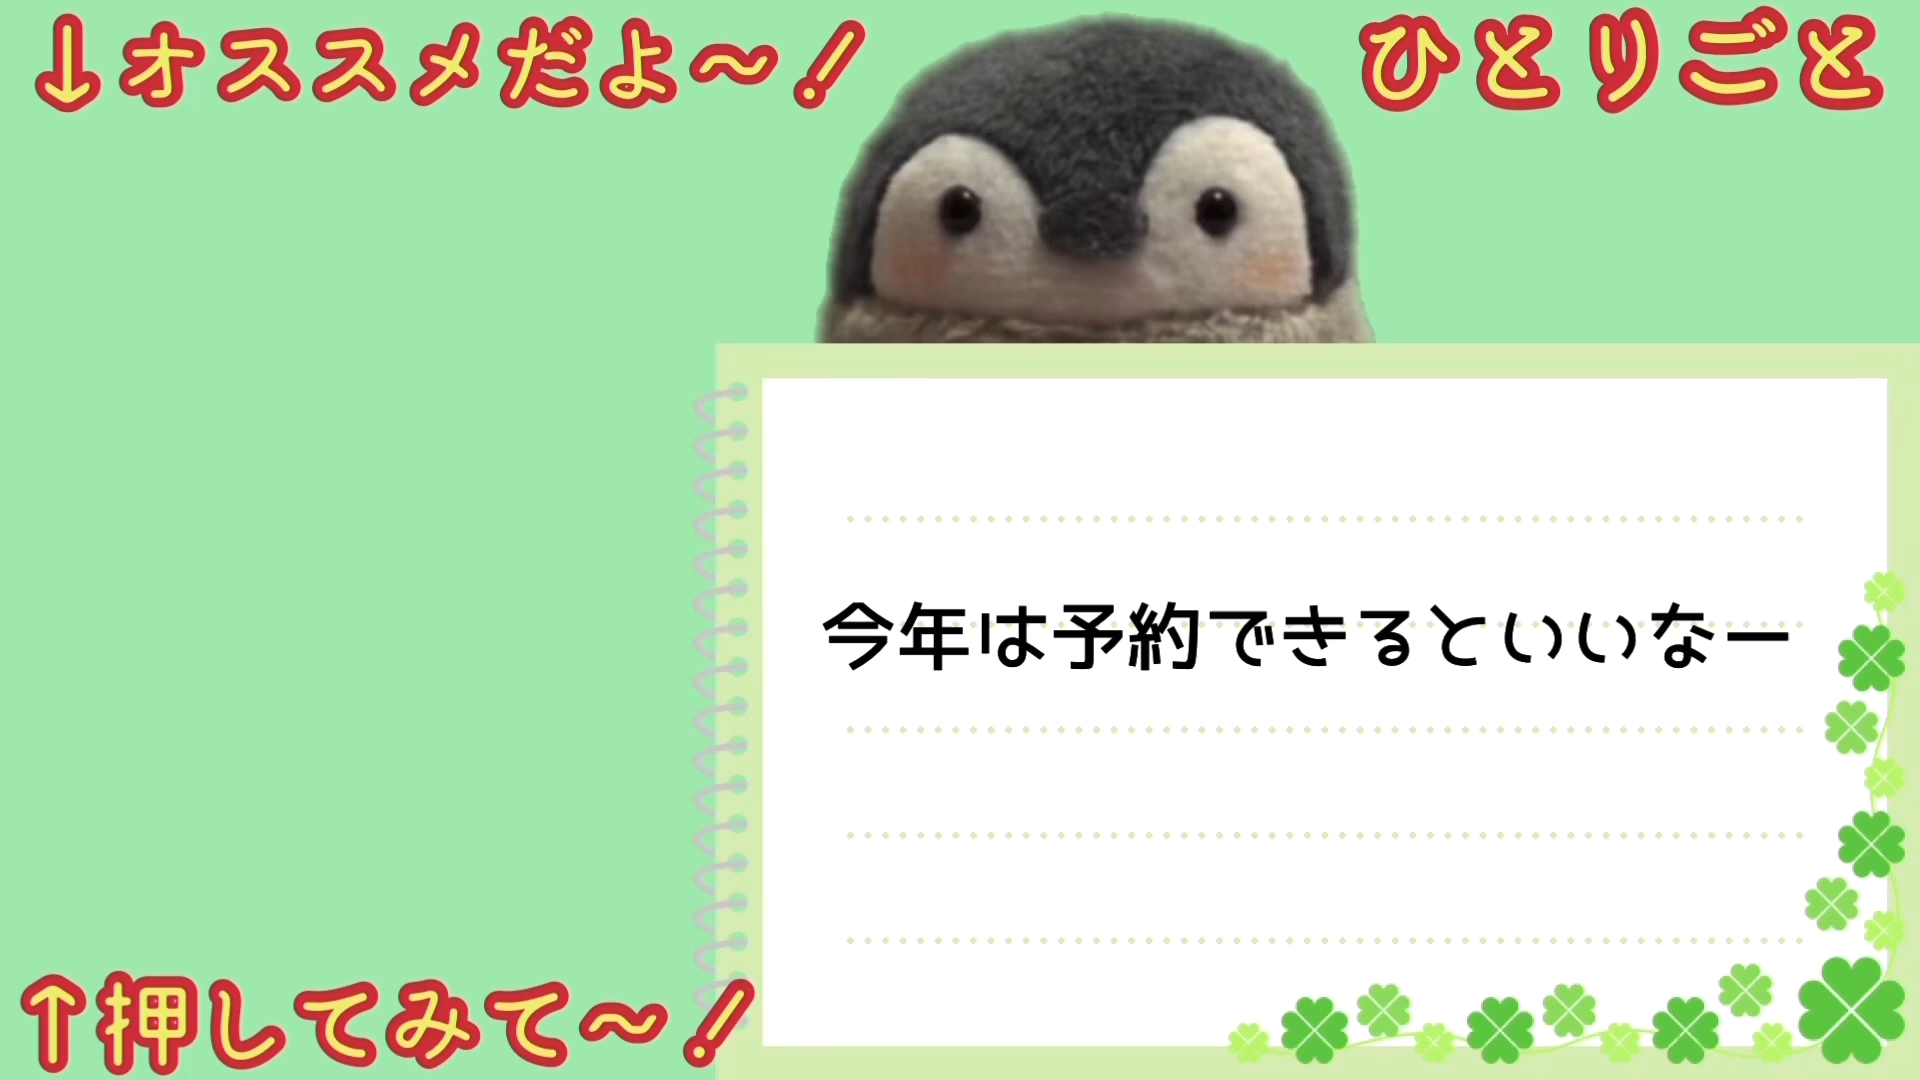 ↓オススメだよ〜！
ひとりごと
今年は予約できるといいなー
↑押してみて〜！